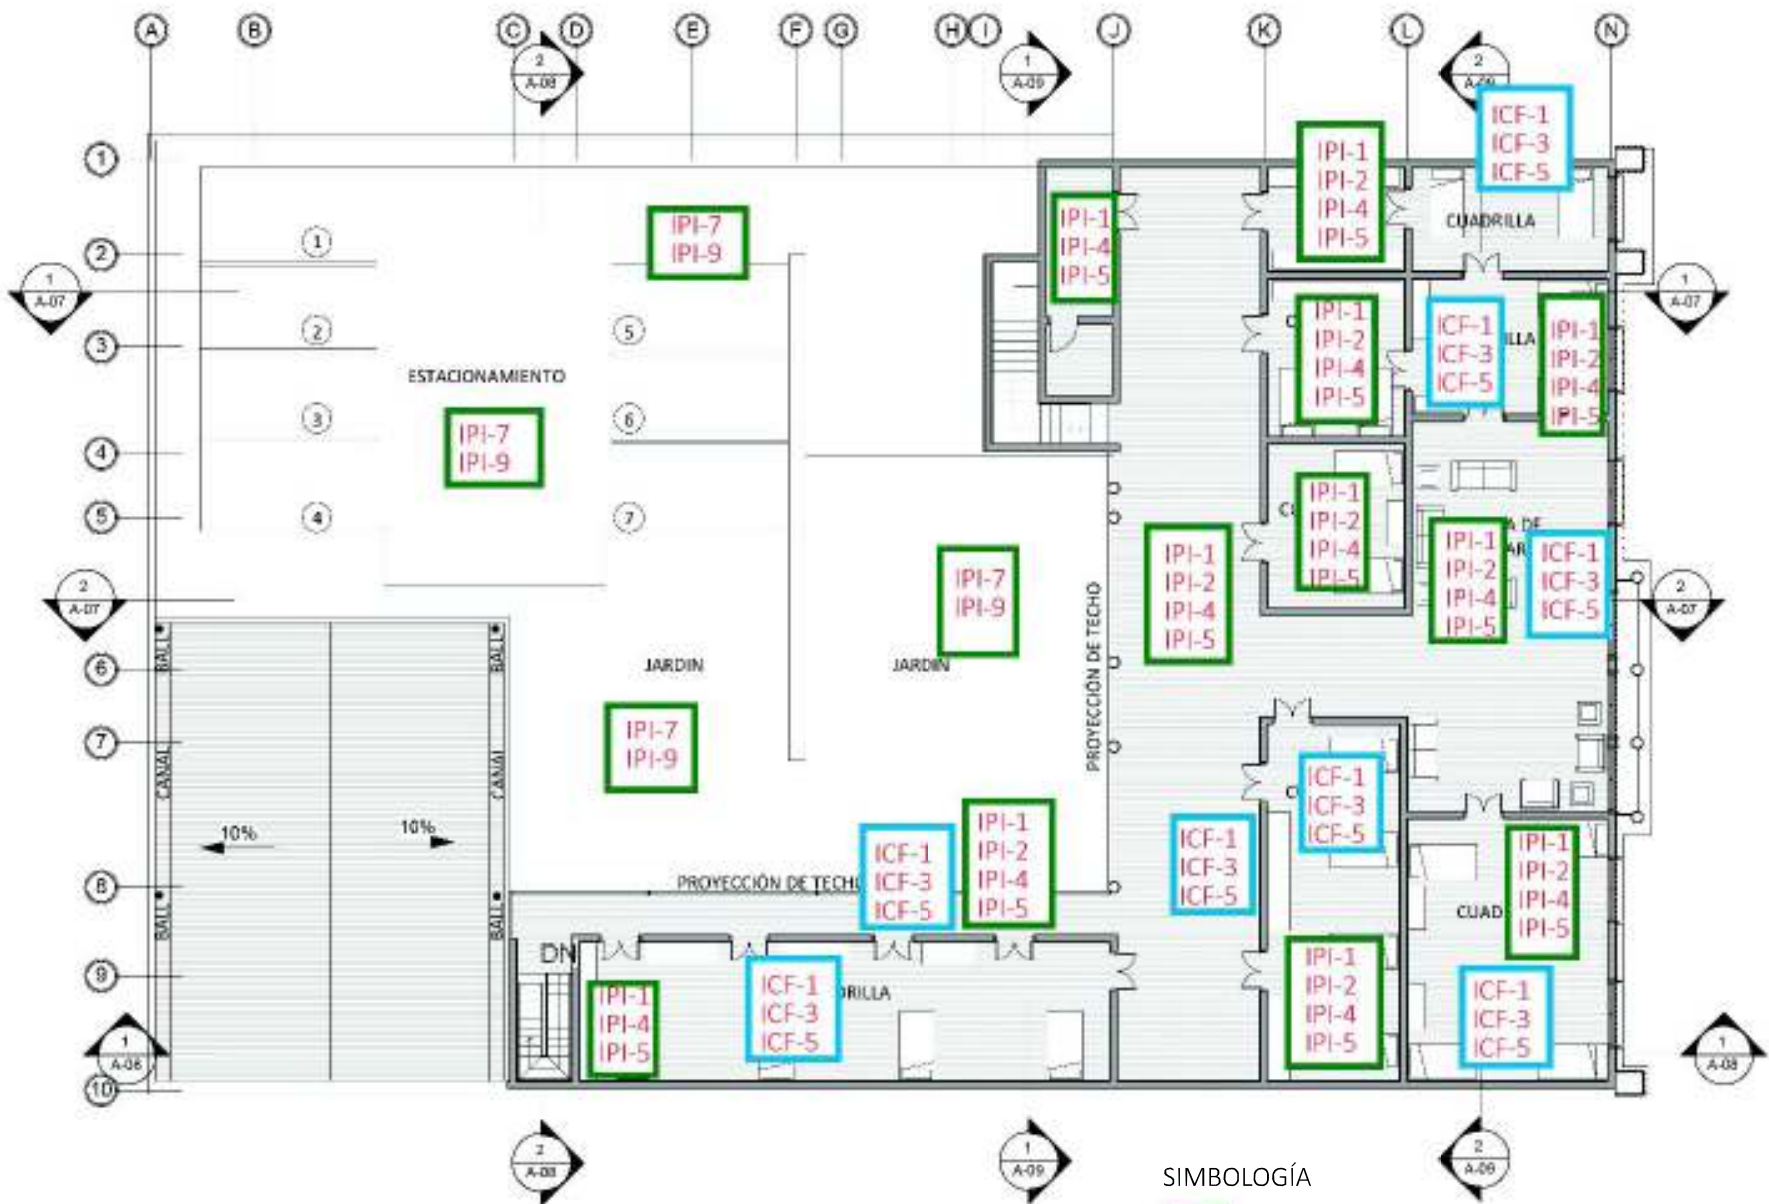 A B C D E F G H I J K L N
2
A-08
1
A-09
2
A-09
1
2
3
4
5
6
7
8
9
10
1
A-07
2
A-07
1
A-07
2
A-07
1
A-08
1
A-08
ICF-1
ICF-3
ICF-5
CUADRILLA
IPI-1
IPI-2
IPI-4
IPI-5
IPI-1
IPI-4
IPI-5
IPI-7
IPI-9
1
2
3
4
5
6
7
ESTACIONAMIENTO
IPI-7
IPI-9
IPI-1
IPI-2
IPI-4
IPI-5
ICF-1
ICF-3
ICF-5
ILLA
IPI-1
IPI-2
IPI-4
IPI-5
IPI-1
IPI-2
IPI-4
IPI-5
IPI-1
IPI-2
IPI-4
IPI-5
IPI-1
IPI-2
IPI-4
IPI-5
A DE
ICF-1
ICF-3
ICF-5
IPI-7
IPI-9
JARDIN
JARDIN
PROYECCIÓN DE TECHO
IPI-7
IPI-9
BALL
BALL
CANAL
CANAL
10%
10%
BALL
BALL
PROYECCIÓN DE TECHO
ICF-1
ICF-3
ICF-5
IPI-1
IPI-2
IPI-4
IPI-5
ICF-1
ICF-3
ICF-5
C
ICF-1
ICF-3
ICF-5
CUAD
IPI-1
IPI-2
IPI-4
IPI-5
DN
IPI-1
IPI-4
IPI-5
ICF-1
ICF-3
ICF-5
DRILLA
IPI-1
IPI-2
IPI-4
IPI-5
ICF-1
ICF-3
ICF-5
2
A-08
1
A-09
2
A-09
SIMBOLOGÍA